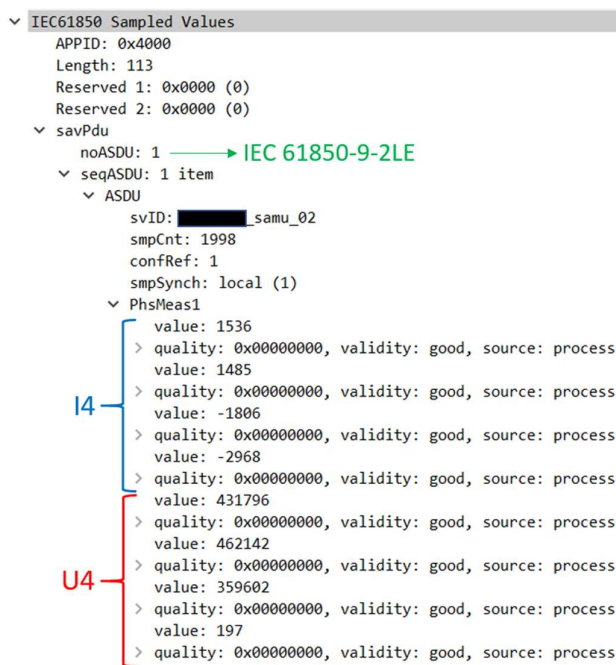 IEC61850 Sampled Values
APPID: 0x4000
Length: 113
Reserved 1: 0x0000 (0)
Reserved 2: 0x0000 (0)
savPdu
noASDU: 1 IEC 61850-9-2LE
seqASDU: 1 item
ASDU
svID: _samu_02
smpCnt: 1998
confRef: 1
smpSynch: local (1)
PhsMeas1
value: 1536
quality: 0x00000000, validity: good, source: process
value: 1485
quality: 0x00000000, validity: good, source: process
I4
value: -1806
quality: 0x00000000, validity: good, source: process
value: -2968
quality: 0x00000000, validity: good, source: process
value: 431796
quality: 0x00000000, validity: good, source: process
value: 462142
quality: 0x00000000, validity: good, source: process
U4
value: 359602
quality: 0x00000000, validity: good, source: process
value: 197
quality: 0x00000000, validity: good, source: process